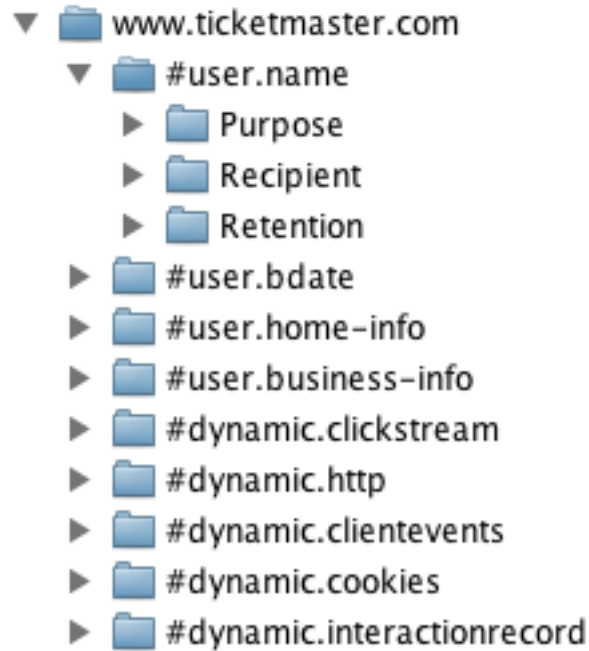 www.ticketmaster.com
#user.name
Purpose
Recipient
Retention
#user.bdate
#user.home-info
#user.business-info
#dynamic.clickstream
#dynamic.http
#dynamic.clientevents
#dynamic.cookies
#dynamic.interactionrecord